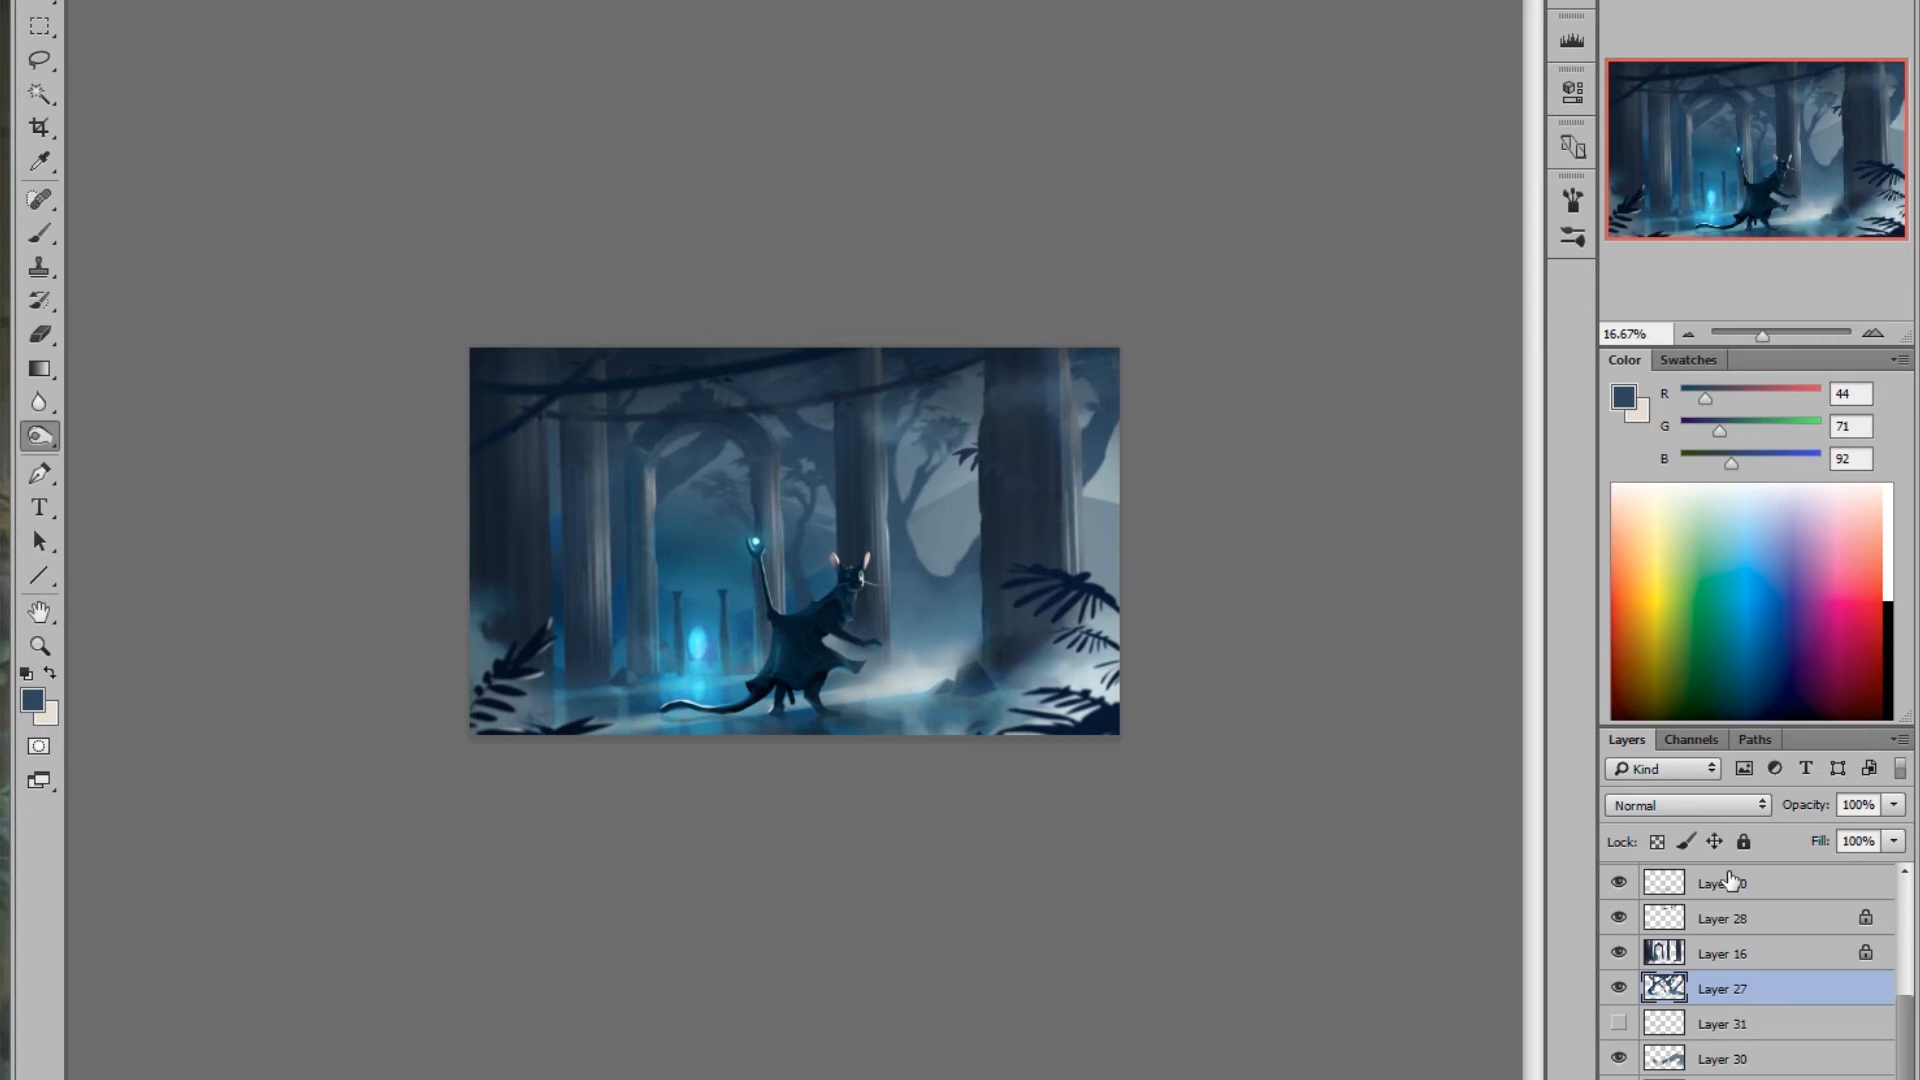 16.67%
Color Swatches
R 44
G 71
B 92
Layers Channels Paths
Kind T
Normal Opacity: 100%
Lock: Fill: 100%
Layer 28
Layer 16
Layer 27
Layer 31
Layer 30
T